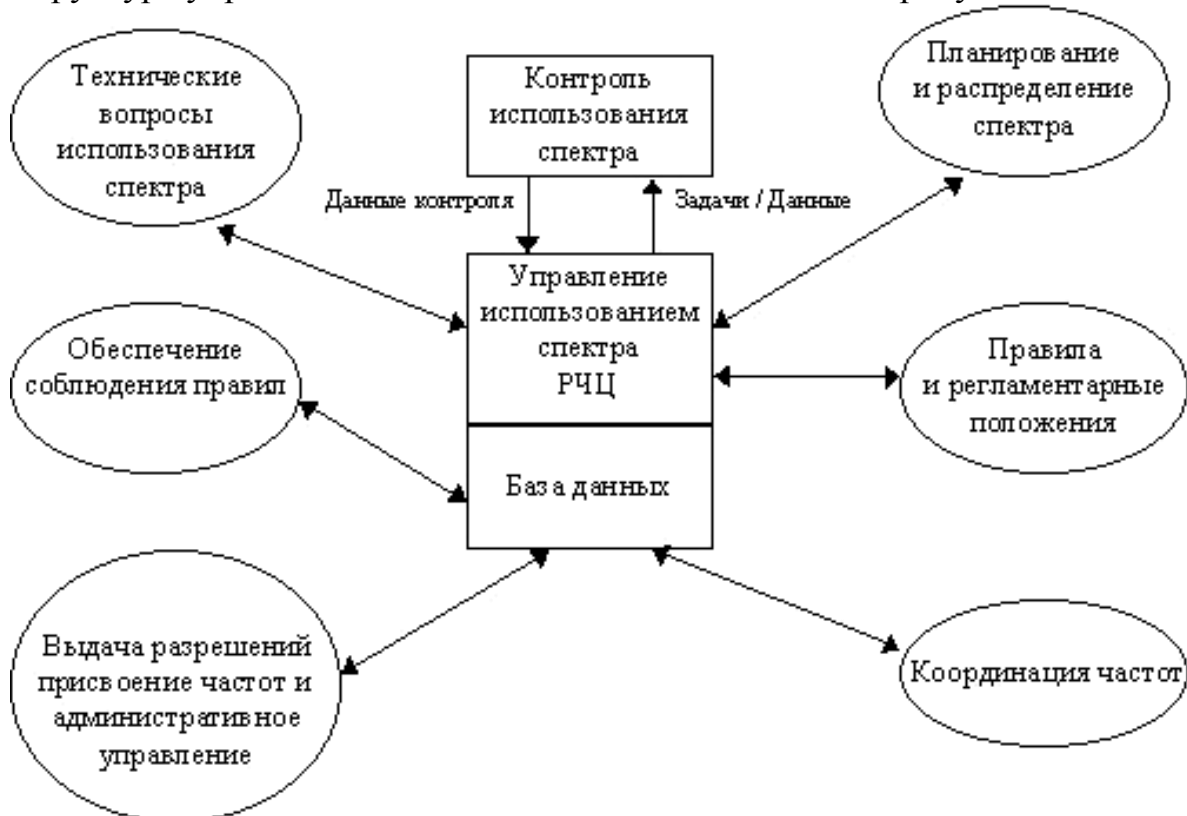 Технические
вопросы
использования
спектра
Контроль
использования
спектра
Планирование
и распределение
спектра
Данные контроля
Задачи / Данные
Управление
использованием
спектра
РЧЦ
Обеспечение
соблюдения правил
Правила
и регламентарные
положения
База данных
Выдача разрешений
присвоение частот и
административное
управление
Координация частот